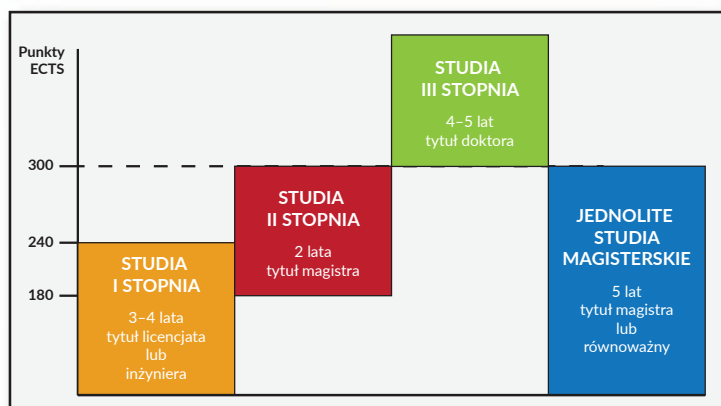 Punkty
ECTS
300
240
180
STUDIA
I STOPNIA
3–4 lata
tytuł licencjata
lub
inżyniera
STUDIA
II STOPNIA
2 lata
tytuł magistra
STUDIA
III STOPNIA
4–5 lat
tytuł doktora
JEDNOLITE
STUDIA
MAGISTERSKIE
5 lat
tytuł magistra
lub
równoważny